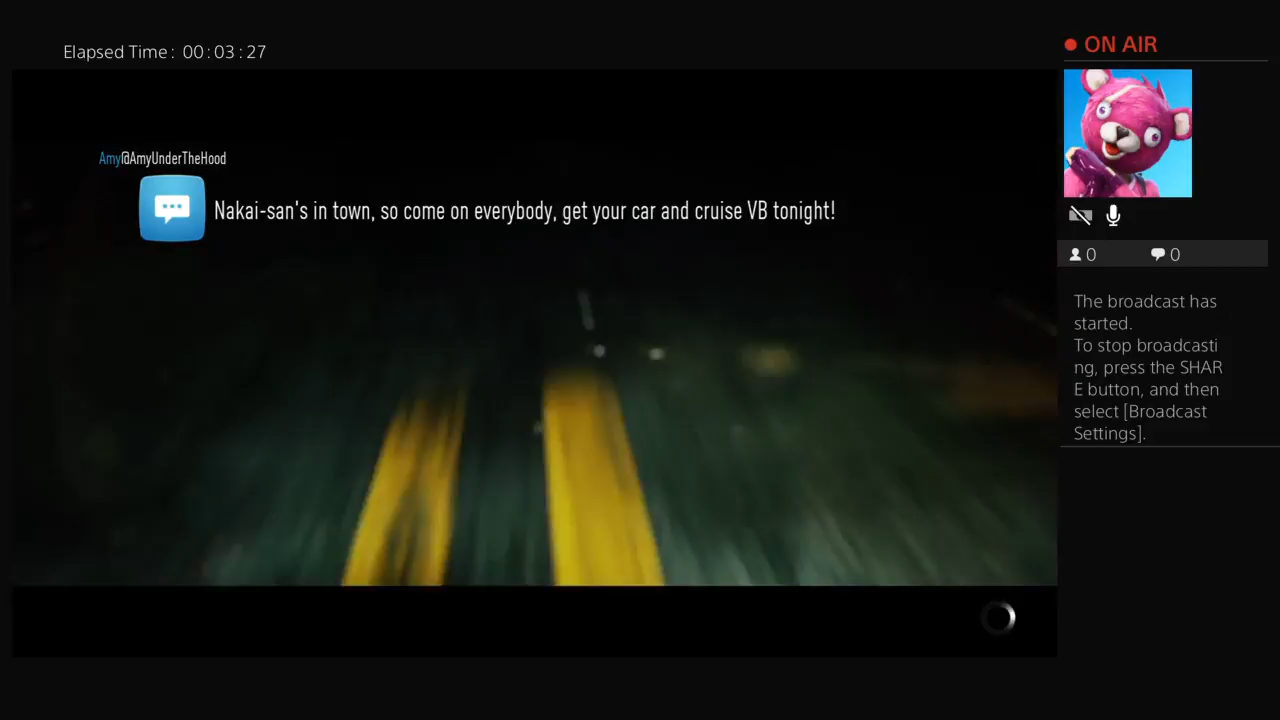 Elapsed Time: 00:03:27
ON AIR
Amy@AmyUnderTheHood
Nakai-san's in town, so come on everybody, get your car and cruise VB tonight!
0 0
The broadcast has
started.
To stop broadcasti
ng, press the SHAR
E button, and then
select [Broadcast
Settings].